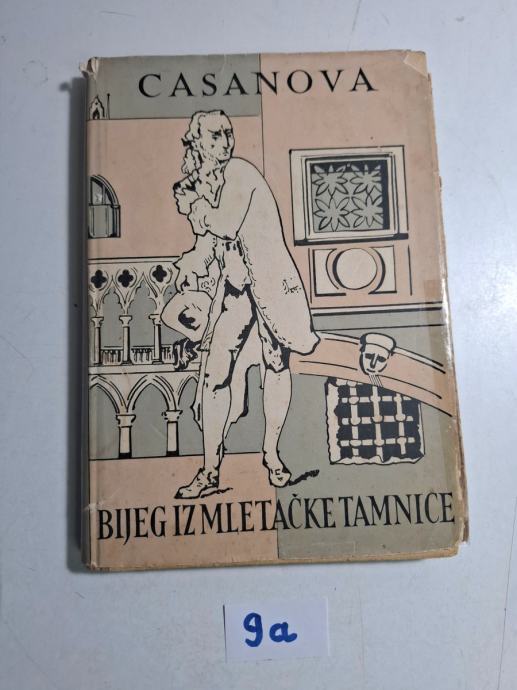 CASANOVA
BIJEG IZ MLETAČKE TAMNICE
9a